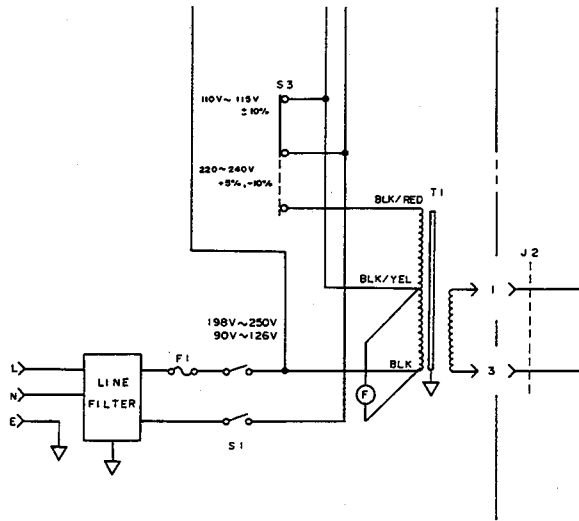 S3
110V~115V
±10%
220~240V
+5%,-10%
BLK/RED
T1
BLK/YEL
J2
1
198V~250V
90V~126V
F1
BLK
3
L
N
E
LINE
FILTER
F
S1